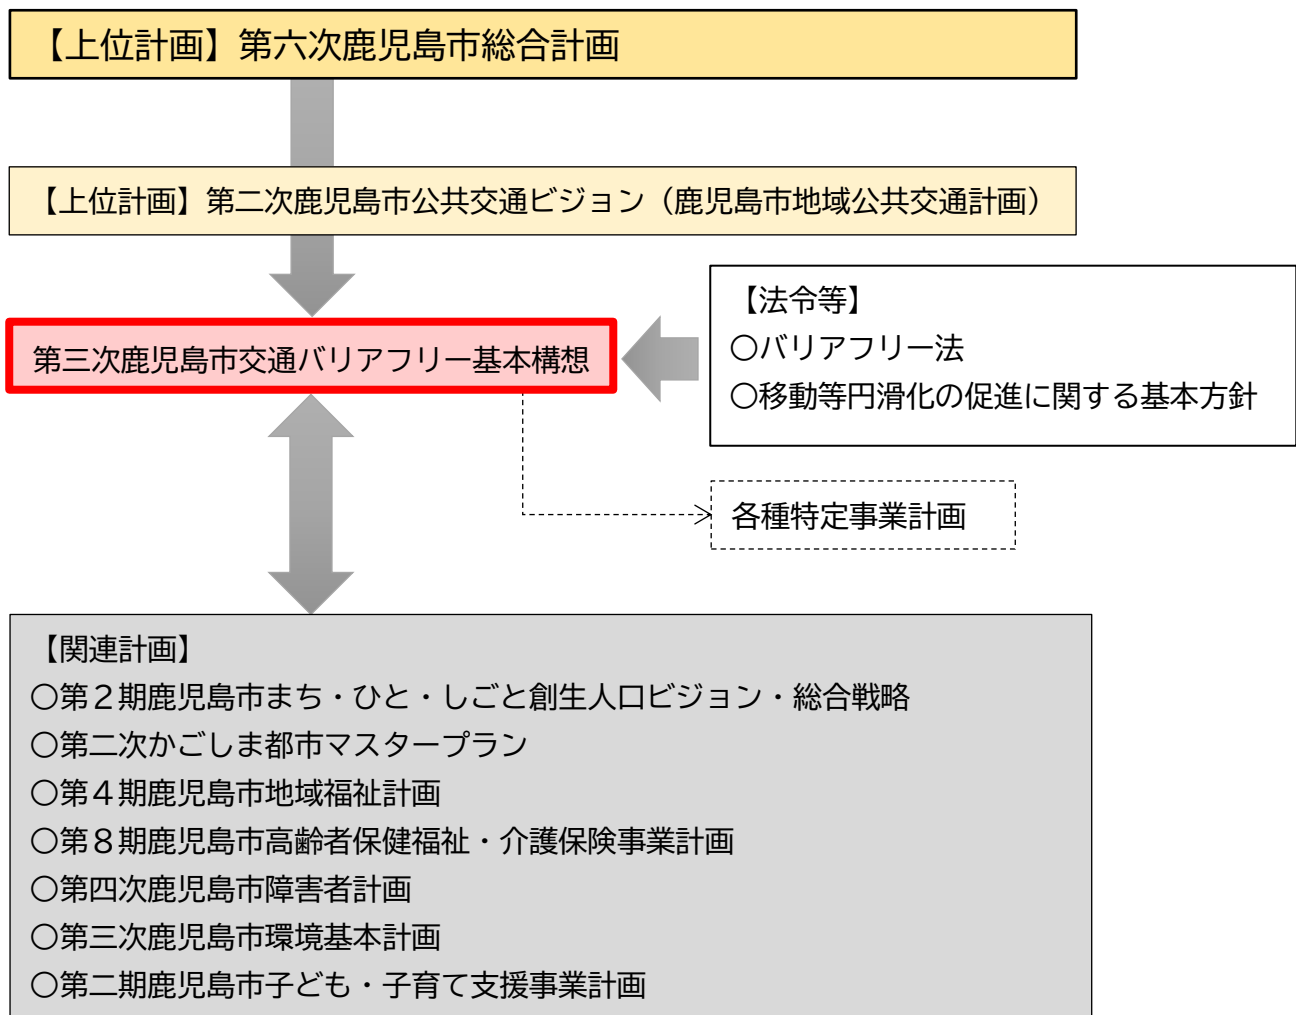 【上位計画】第六次鹿児島市総合計画
【上位計画】第二次鹿児島市公共交通ビジョン（鹿児島市地域公共交通計画）
【法令等】
○バリアフリー法
○移動等円滑化の促進に関する基本方針
第三次鹿児島市交通バリアフリー基本構想
各種特定事業計画
【関連計画】
○第２期鹿児島市まち・ひと・しごと創生人口ビジョン・総合戦略
○第二次かごしま都市マスタープラン
○第４期鹿児島市地域福祉計画
○第８期鹿児島市高齢者保健福祉・介護保険事業計画
○第四次鹿児島市障害者計画
○第三次鹿児島市環境基本計画
○第二期鹿児島市子ども・子育て支援事業計画